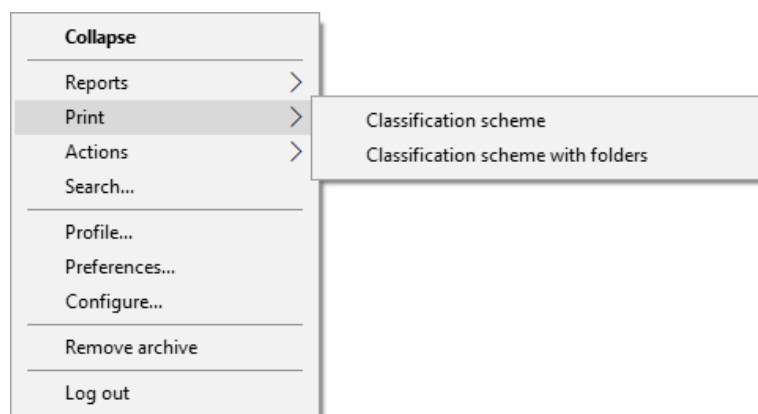 Collapse
Reports
Print
Actions
Search...
Profile...
Preferences...
Configure...
Remove archive
Log out
Classification scheme
Classification scheme with folders